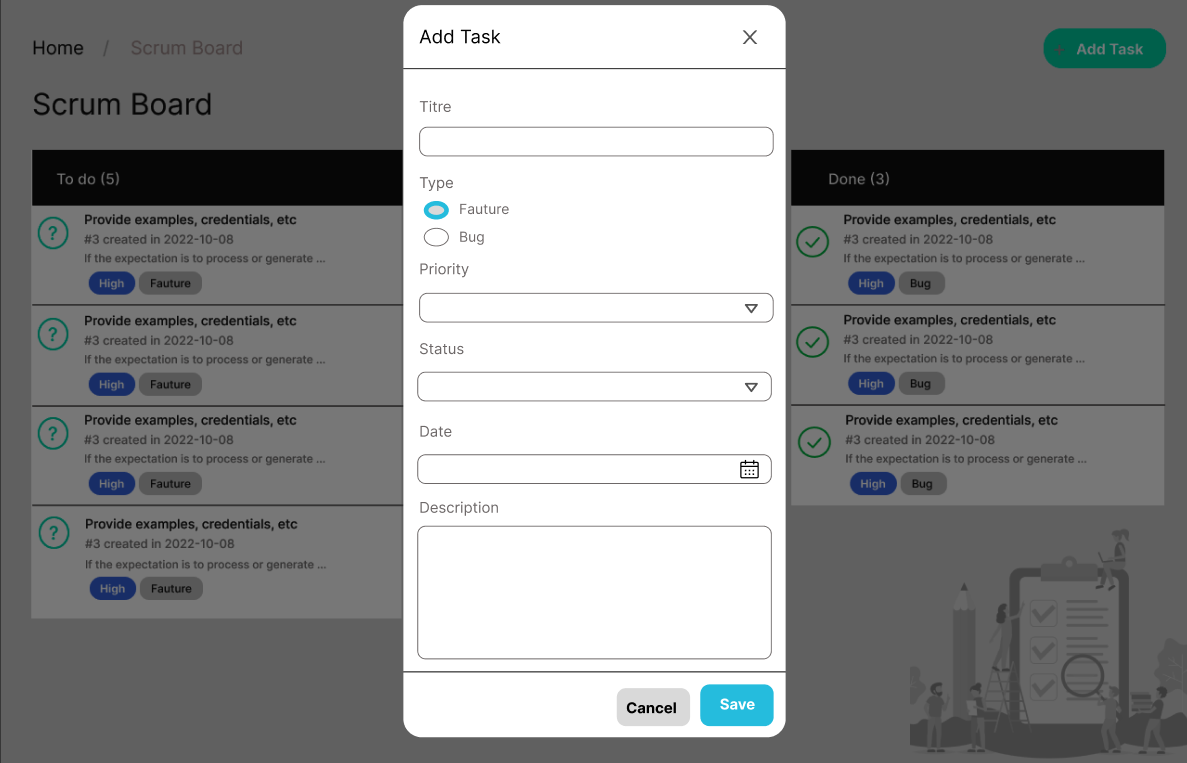 Home / Scrum Board
Add Task
Scrum Board
To do (5)
?
Provide examples, credentials, etc
#3 created in 2022-10-08
If the expectation is to process or generate ...
High Fauture
?
Provide examples, credentials, etc
#3 created in 2022-10-08
If the expectation is to process or generate ...
High Fauture
?
Provide examples, credentials, etc
#3 created in 2022-10-08
If the expectation is to process or generate ...
High Fauture
?
Provide examples, credentials, etc
#3 created in 2022-10-08
If the expectation is to process or generate ...
High Fauture
Add Task
Titre
Type
Fauture
Bug
Priority
Status
Date
Description
Cancel Save
Done (3)
Provide examples, credentials, etc
#3 created in 2022-10-08
If the expectation is to process or generate ...
High Bug
Provide examples, credentials, etc
#3 created in 2022-10-08
If the expectation is to process or generate ...
High Bug
Provide examples, credentials, etc
#3 created in 2022-10-08
If the expectation is to process or generate ...
High Bug